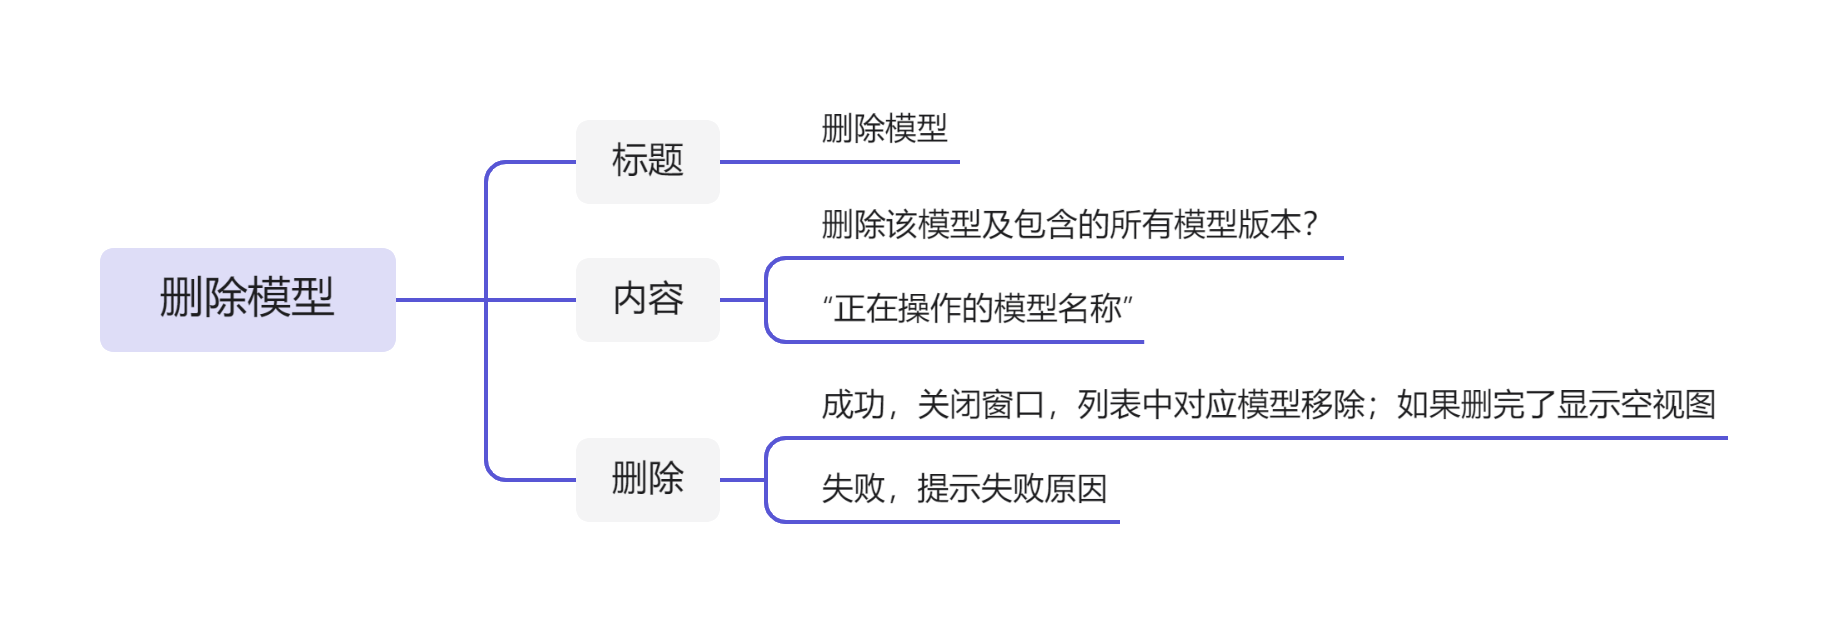 删除模型
标题
删除模型
内容
删除该模型及包含的所有模型版本？
“正在操作的模型名称”
删除
成功，关闭窗口，列表中对应模型移除；如果删完了显示空视图
失败，提示失败原因